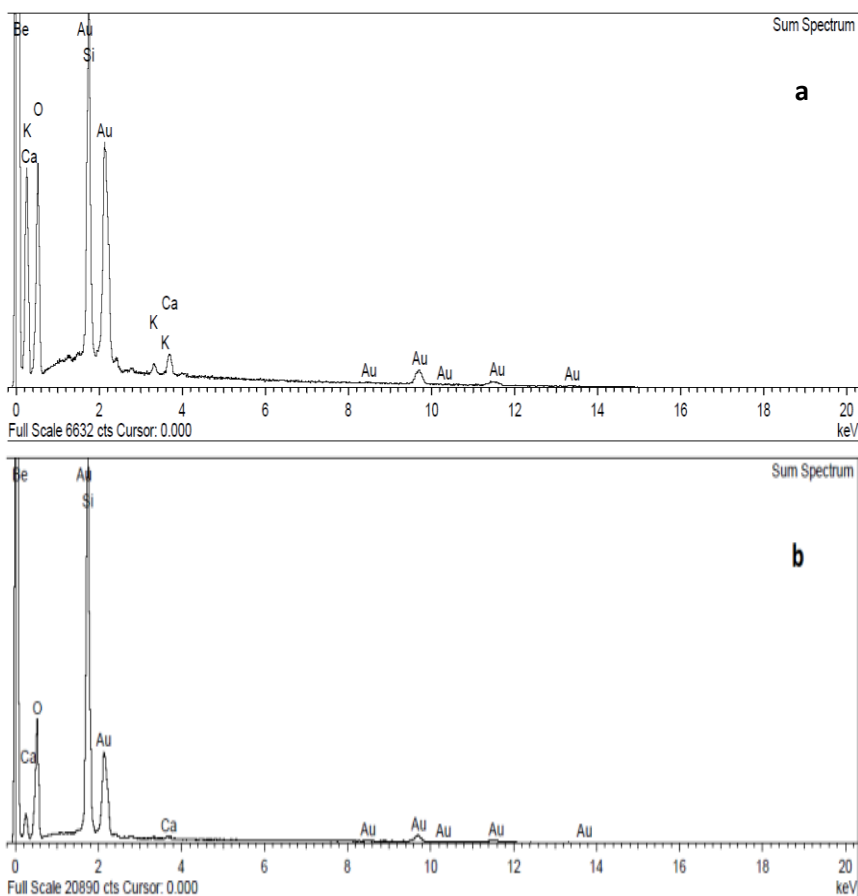 Be Au Sum Spectrum
Si
a
O
K Au
Ca
Ca
K
K
Au Au Au Au Au
0 2 4 6 8 10 12 14 16 18 20
Full Scale 6632 cts Cursor: 0.000 keV
Be Au Sum Spectrum
Si
b
O
Au
Ca
Ca Au Au Au Au Au
0 2 4 6 8 10 12 14 16 18 20
Full Scale 20890 cts Cursor: 0.000 keV